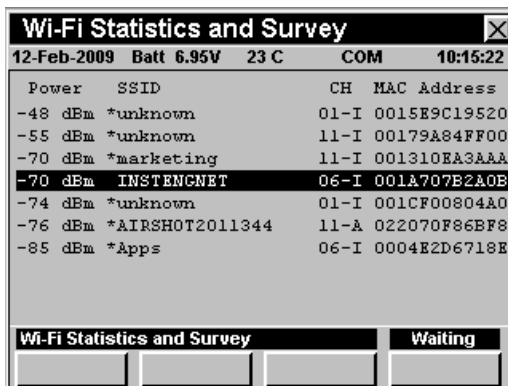 Wi-Fi Statistics and Survey
12-Feb-2009 Batt 6.95V 23 C COM 10:15:22
Power SSID CH MAC Address
-48 dBm *unknown 01-I 0015E9C19520
-55 dBm *unknown 11-I 00179A84FF00
-70 dBm *marketing 11-I 001310EA3AAA
-70 dBm INSTENGNET 06-I 001A707B2A0B
-74 dBm *unknown 01-I 001CF00804A0
-76 dBm *AIRSHOT2011344 11-A 022070F86BF8
-85 dBm *Apps 06-I 0004E2D6718E
Wi-Fi Statistics and Survey Waiting